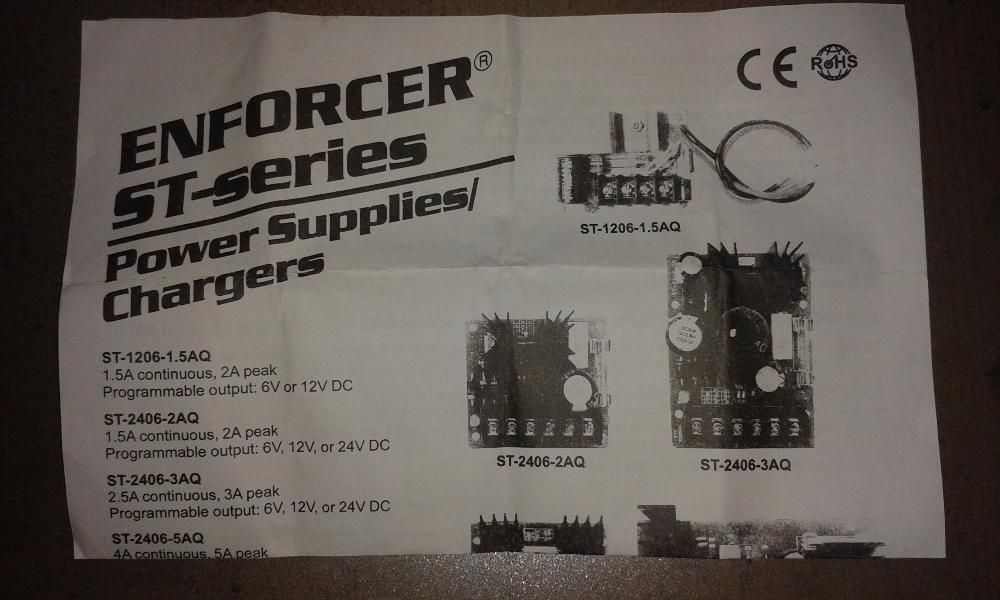 ENFORCER®
ST-series
Power Supplies/
Chargers
CE RoHS
ST-1206-1.5AQ
ST-2406-2AQ
ST-2406-3AQ
ST-1206-1.5AQ
1.5A continuous, 2A peak
Programmable output: 6V or 12V DC
ST-2406-2AQ
1.5A continuous, 2A peak
Programmable output: 6V, 12V, or 24V DC
ST-2406-3AQ
2.5A continuous, 3A peak
Programmable output: 6V, 12V, or 24V DC
ST-2406-5AQ
4A continuous, 5A peak